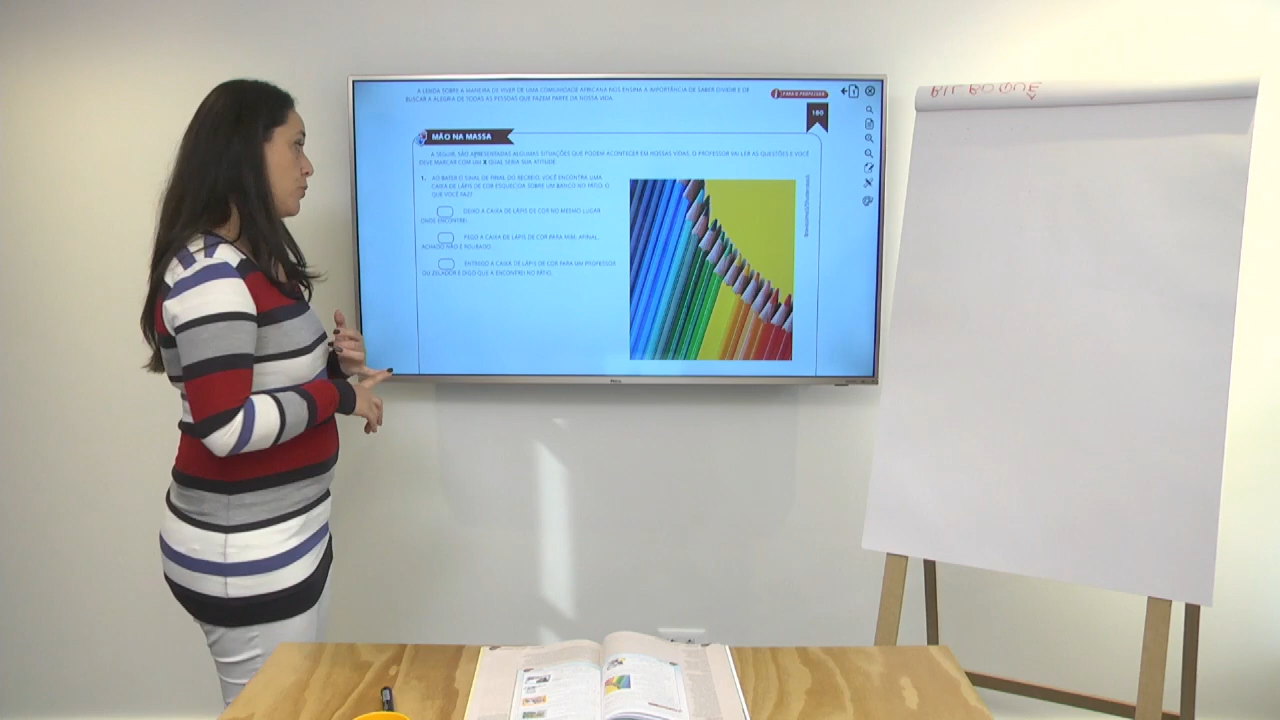 BILBOQUÊ
A LENDA SOBRE A MANEIRA DE VIVER DE UMA COMUNIDADE AFRICANA NOS ENSINA A IMPORTÂNCIA DE SABER DIVIDIR E DE
BUSCAR A ALEGRIA DE TODAS AS PESSOAS QUE FAZEM PARTE DA NOSSA VIDA.
PARA O PROFESSOR
180
MÃO NA MASSA
A SEGUIR, SÃO APRESENTADAS ALGUMAS SITUAÇÕES QUE PODEM ACONTECER EM NOSSAS VIDAS. O PROFESSOR VAI LER AS QUESTÕES E VOCÊ
DEVE MARCAR COM UM X QUAL SERIA SUA ATITUDE.
1. AO BATER O SINAL DE FINAL DO RECREIO, VOCÊ ENCONTRA UMA
CAIXA DE LÁPIS DE COR ESQUECIDA SOBRE UM BANCO NO PÁTIO. O
QUE VOCÊ FAZ?
DEIXO A CAIXA DE LÁPIS DE COR NO MESMO LUGAR
ONDE ENCONTREI.
PEGO A CAIXA DE LÁPIS DE COR PARA MIM; AFINAL,
ACHADO NÃO É ROUBADO.
ENTREGO A CAIXA DE LÁPIS DE COR PARA UM PROFESSOR
OU ZELADOR E DIGO QUE A ENCONTREI NO PÁTIO.